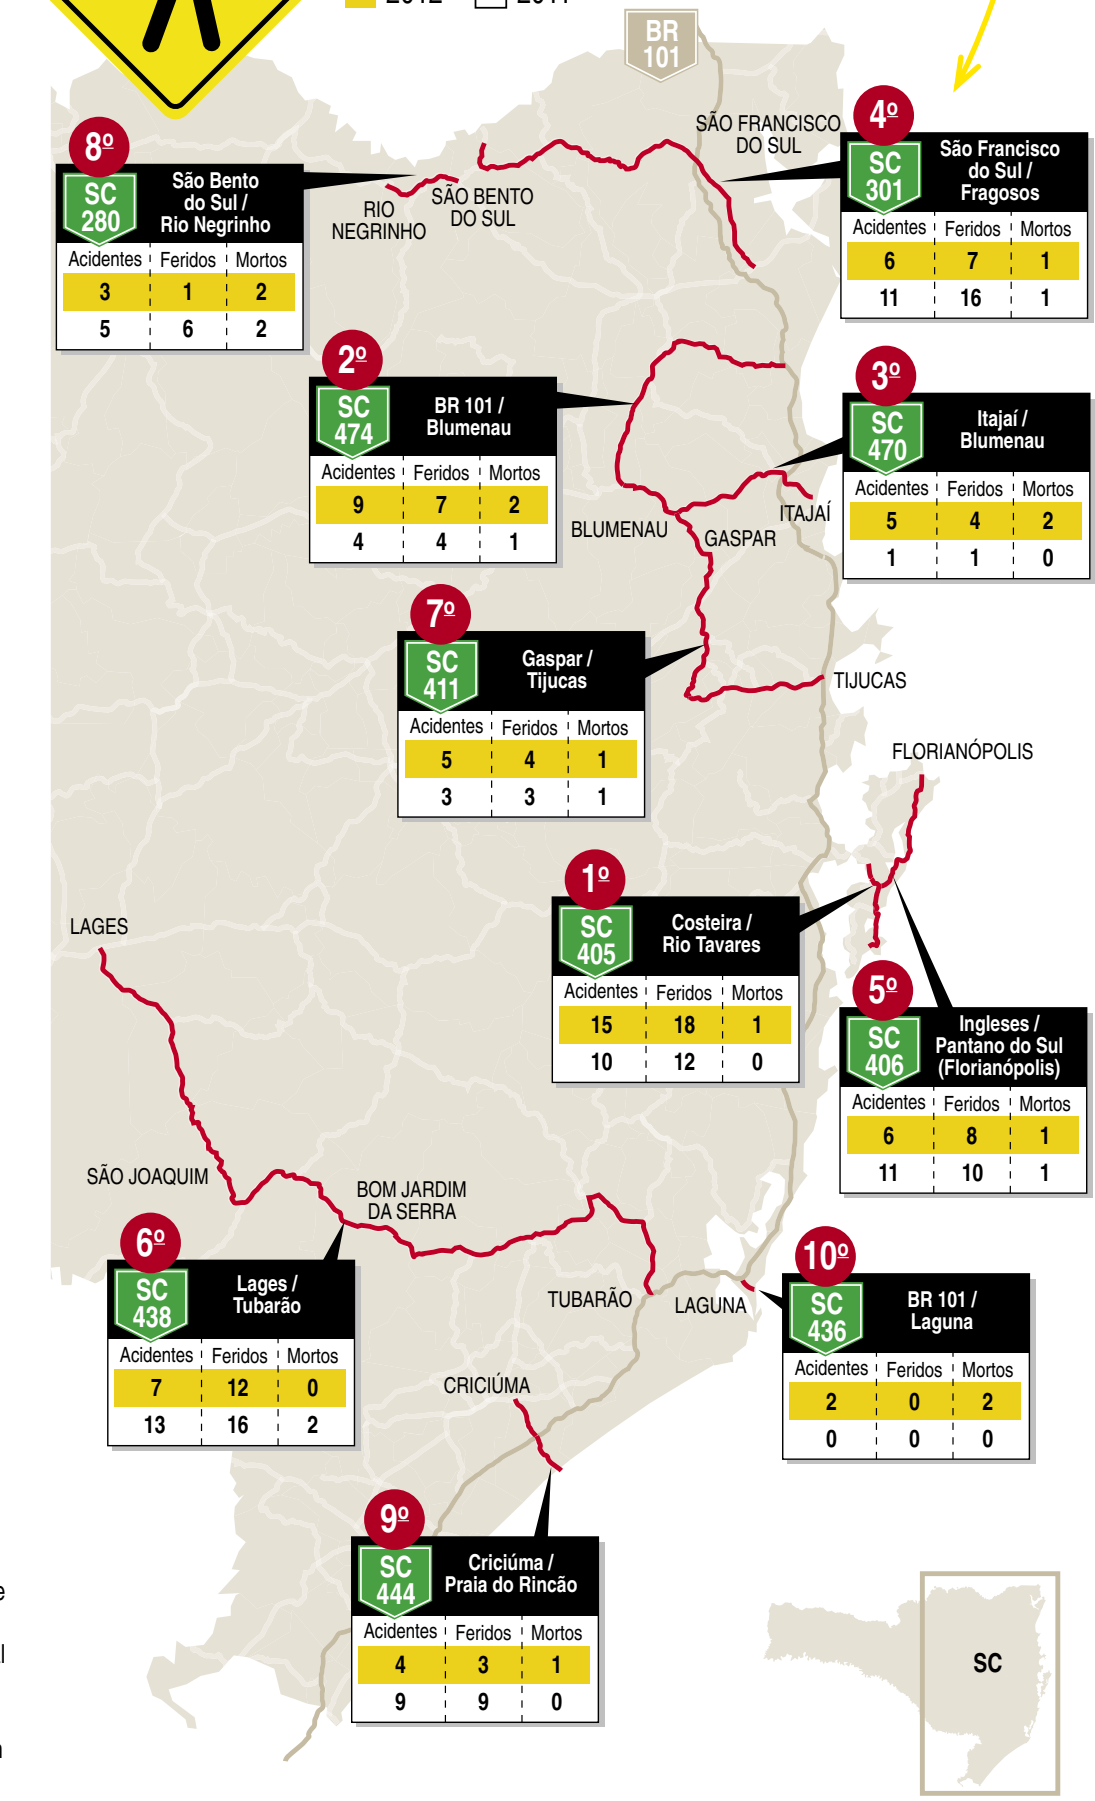 2012
2011
BR
101
SÃO FRANCISCO
DO SUL
4º
SC
301
São Francisco
do Sul /
Fragosos
Acidentes Feridos Mortos
6 7 1
11 16 1
8º
SC
280
São Bento
do Sul /
Rio Negrinho
Acidentes Feridos Mortos
3 1 2
5 6 2
RIO
NEGRINHO
SÃO BENTO
DO SUL
2º
SC
474
BR 101 /
Blumenau
Acidentes Feridos Mortos
9 7 2
4 4 1
3º
SC
470
Itajaí /
Blumenau
Acidentes Feridos Mortos
5 4 2
1 1 0
BLUMENAU
GASPAR
ITAJAÍ
7º
SC
411
Gaspar /
Tijucas
Acidentes Feridos Mortos
5 4 1
3 3 1
TIJUCAS
FLORIANÓPOLIS
1º
SC
405
Costeira /
Rio Tavares
Acidentes Feridos Mortos
15 18 1
10 12 0
LAGES
5º
SC
406
Ingleses /
Pantano do Sul
(Florianópolis)
Acidentes Feridos Mortos
6 8 1
11 10 1
SÃO JOAQUIM
BOM JARDIM
DA SERRA
6º
SC
438
Lages /
Tubarão
Acidentes Feridos Mortos
7 12 0
13 16 2
TUBARÃO
LAGUNA
10º
SC
436
BR 101 /
Laguna
Acidentes Feridos Mortos
2 0 2
0 0 0
CRICIÚMA
9º
SC
444
Criciúma /
Praia do Rincão
Acidentes Feridos Mortos
4 3 1
9 9 0
SC